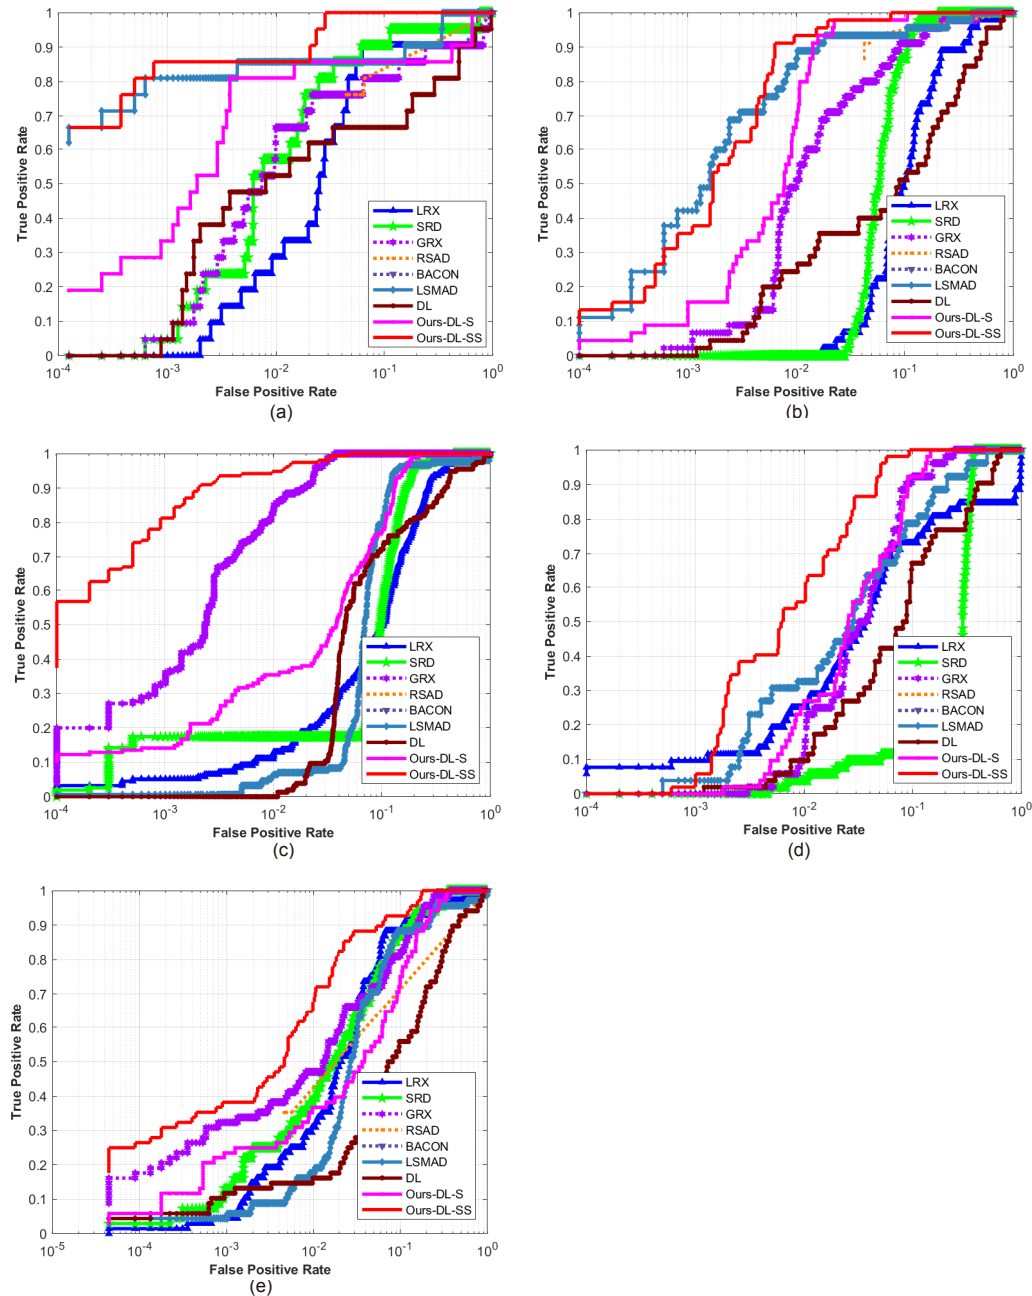 1
0.9
0.8
0.7
0.6
0.5
0.4
0.3
0.2
0.1
0
True Positive Rate
LRX
SRD
GRX
RSAD
BACON
LSMAD
DL
Ours-DL-S
Ours-DL-SS
10-4 10-3 10-2 10-1 100
False Positive Rate
(a)
1
0.9
0.8
0.7
0.6
0.5
0.4
0.3
0.2
0.1
0
True Positive Rate
LRX
SRD
GRX
RSAD
BACON
LSMAD
DL
Ours-DL-S
Ours-DL-SS
10-4 10-3 10-2 10-1 100
False Positive Rate
(b)
1
0.9
0.8
0.7
0.6
0.5
0.4
0.3
0.2
0.1
0
True Positive Rate
LRX
SRD
GRX
RSAD
BACON
LSMAD
DL
Ours-DL-S
Ours-DL-SS
10-4 10-3 10-2 10-1 100
False Positive Rate
(c)
1
0.9
0.8
0.7
0.6
0.5
0.4
0.3
0.2
0.1
0
True Positive Rate
LRX
SRD
GRX
RSAD
BACON
LSMAD
DL
Ours-DL-S
Ours-DL-SS
10-4 10-3 10-2 10-1 100
False Positive Rate
(d)
1
0.9
0.8
0.7
0.6
0.5
0.4
0.3
0.2
0.1
0
True Positive Rate
LRX
SRD
GRX
RSAD
BACON
LSMAD
DL
Ours-DL-S
Ours-DL-SS
10-5 10-4 10-3 10-2 10-1 100
False Positive Rate
(e)